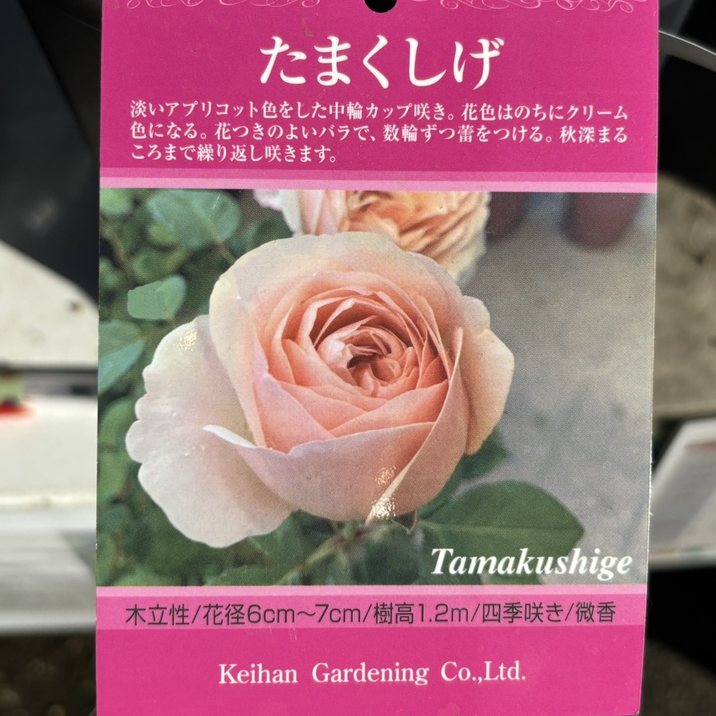 たまくしげ
淡いアプリコット色をした中輪カップ咲き。花色はのちにクリーム
色になる。花つきのよいバラで、数輪ずつ蕾をつける。秋深まる
ころまで繰り返し咲きます。
Tamakushige
木立性/花径6cm～7cm/樹高1.2m/四季咲き/微香
Keihan Gardening Co.,Ltd.